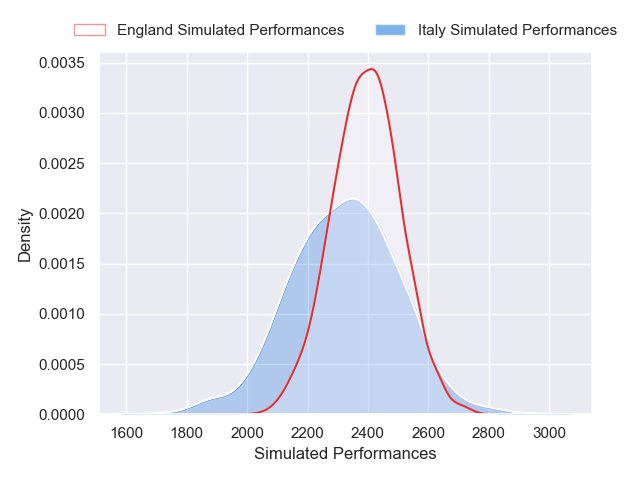 England Simulated Performances
Italy Simulated Performances
0.0035
0.0030
0.0025
0.0020
0.0015
0.0010
0.0005
0.0000
Density
1600 1800 2000 2200 2400 2600 2800 3000
Simulated Performances